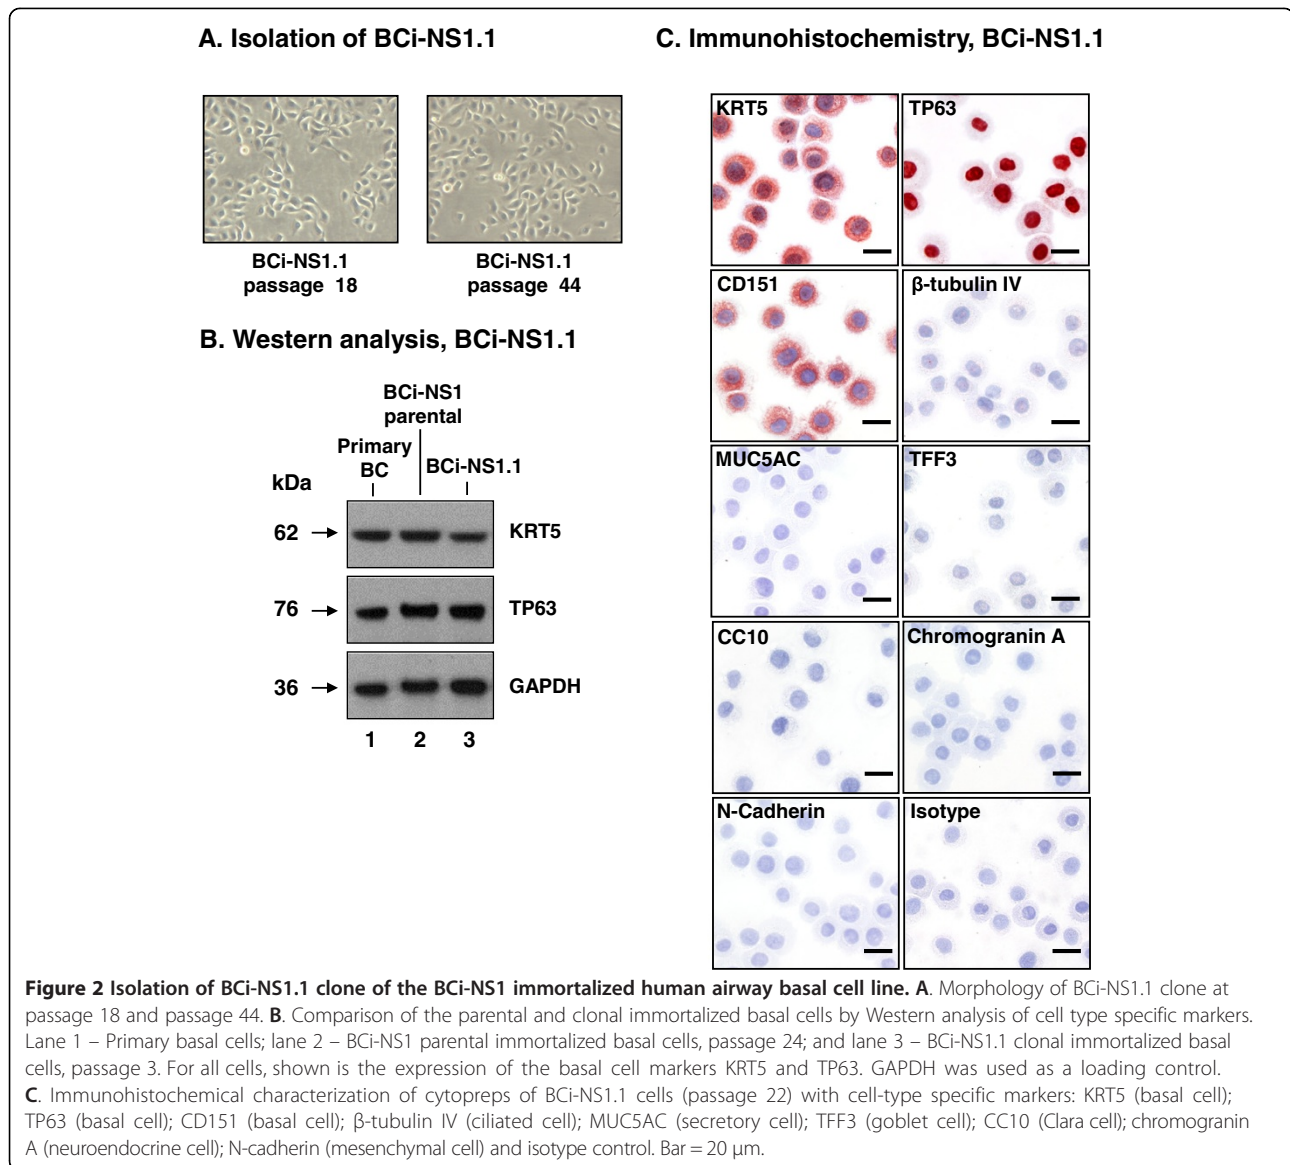 A. Isolation of BCi-NS1.1
BCi-NS1.1
passage 18
BCi-NS1.1
passage 44
B. Western analysis, BCi-NS1.1
BCi-NS1
parental
Primary
BC
BCi-NS1.1
kDa
62
KRT5
76
TP63
36
GAPDH
1 2 3
C. Immunohistochemistry, BCi-NS1.1
KRT5
TP63
CD151
β-tubulin IV
MUC5AC
TFF3
CC10
Chromogranin A
N-Cadherin
Isotype
Figure 2 Isolation of BCi-NS1.1 clone of the BCi-NS1 immortalized human airway basal cell line. A. Morphology of BCi-NS1.1 clone at
passage 18 and passage 44. B. Comparison of the parental and clonal immortalized basal cells by Western analysis of cell type specific markers.
Lane 1 – Primary basal cells; lane 2 – BCi-NS1 parental immortalized basal cells, passage 24; and lane 3 – BCi-NS1.1 clonal immortalized basal
cells, passage 3. For all cells, shown is the expression of the basal cell markers KRT5 and TP63. GAPDH was used as a loading control.
C. Immunohistochemical characterization of cytopreps of BCi-NS1.1 cells (passage 22) with cell-type specific markers: KRT5 (basal cell);
TP63 (basal cell); CD151 (basal cell); β-tubulin IV (ciliated cell); MUC5AC (secretory cell); TFF3 (goblet cell); CC10 (Clara cell); chromogranin
A (neuroendocrine cell); N-cadherin (mesenchymal cell) and isotype control. Bar = 20 μm.